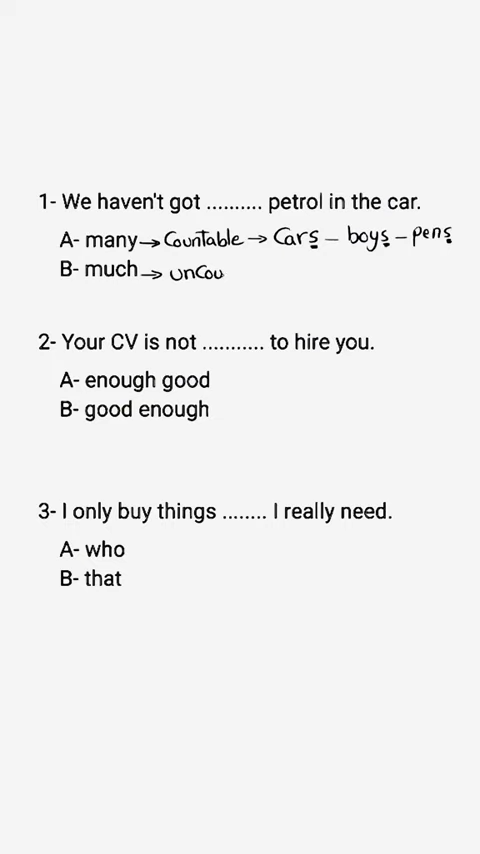 1- We haven't got .......... petrol in the car.
A- many → Countable → Cars – boys – pens
B- much → unCou
2- Your CV is not ........... to hire you.
A- enough good
B- good enough
3- I only buy things ........ I really need.
A- who
B- that